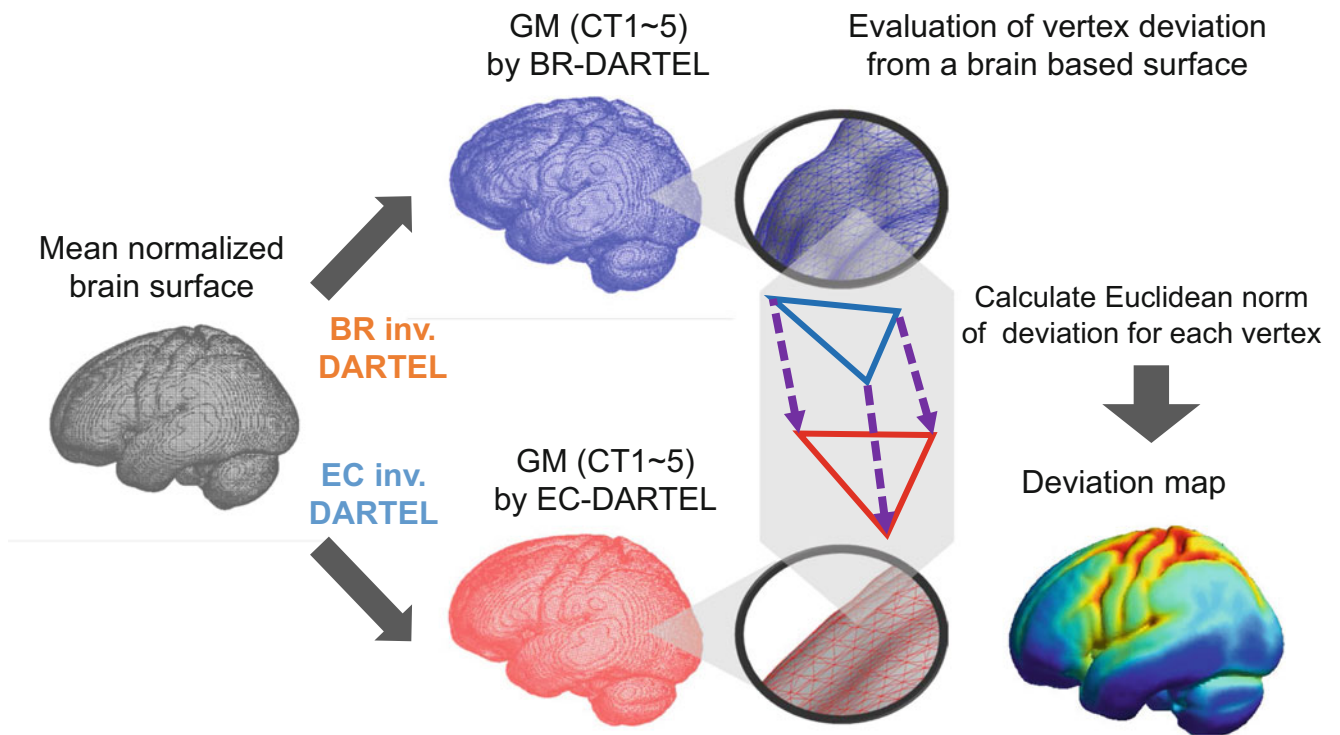 GM (CT1~5)
by BR-DARTEL
Evaluation of vertex deviation
from a brain based surface
Mean normalized
brain surface
BR inv.
DARTEL
Calculate Euclidean norm
of deviation for each vertex
EC inv.
DARTEL
GM (CT1~5)
by EC-DARTEL
Deviation map